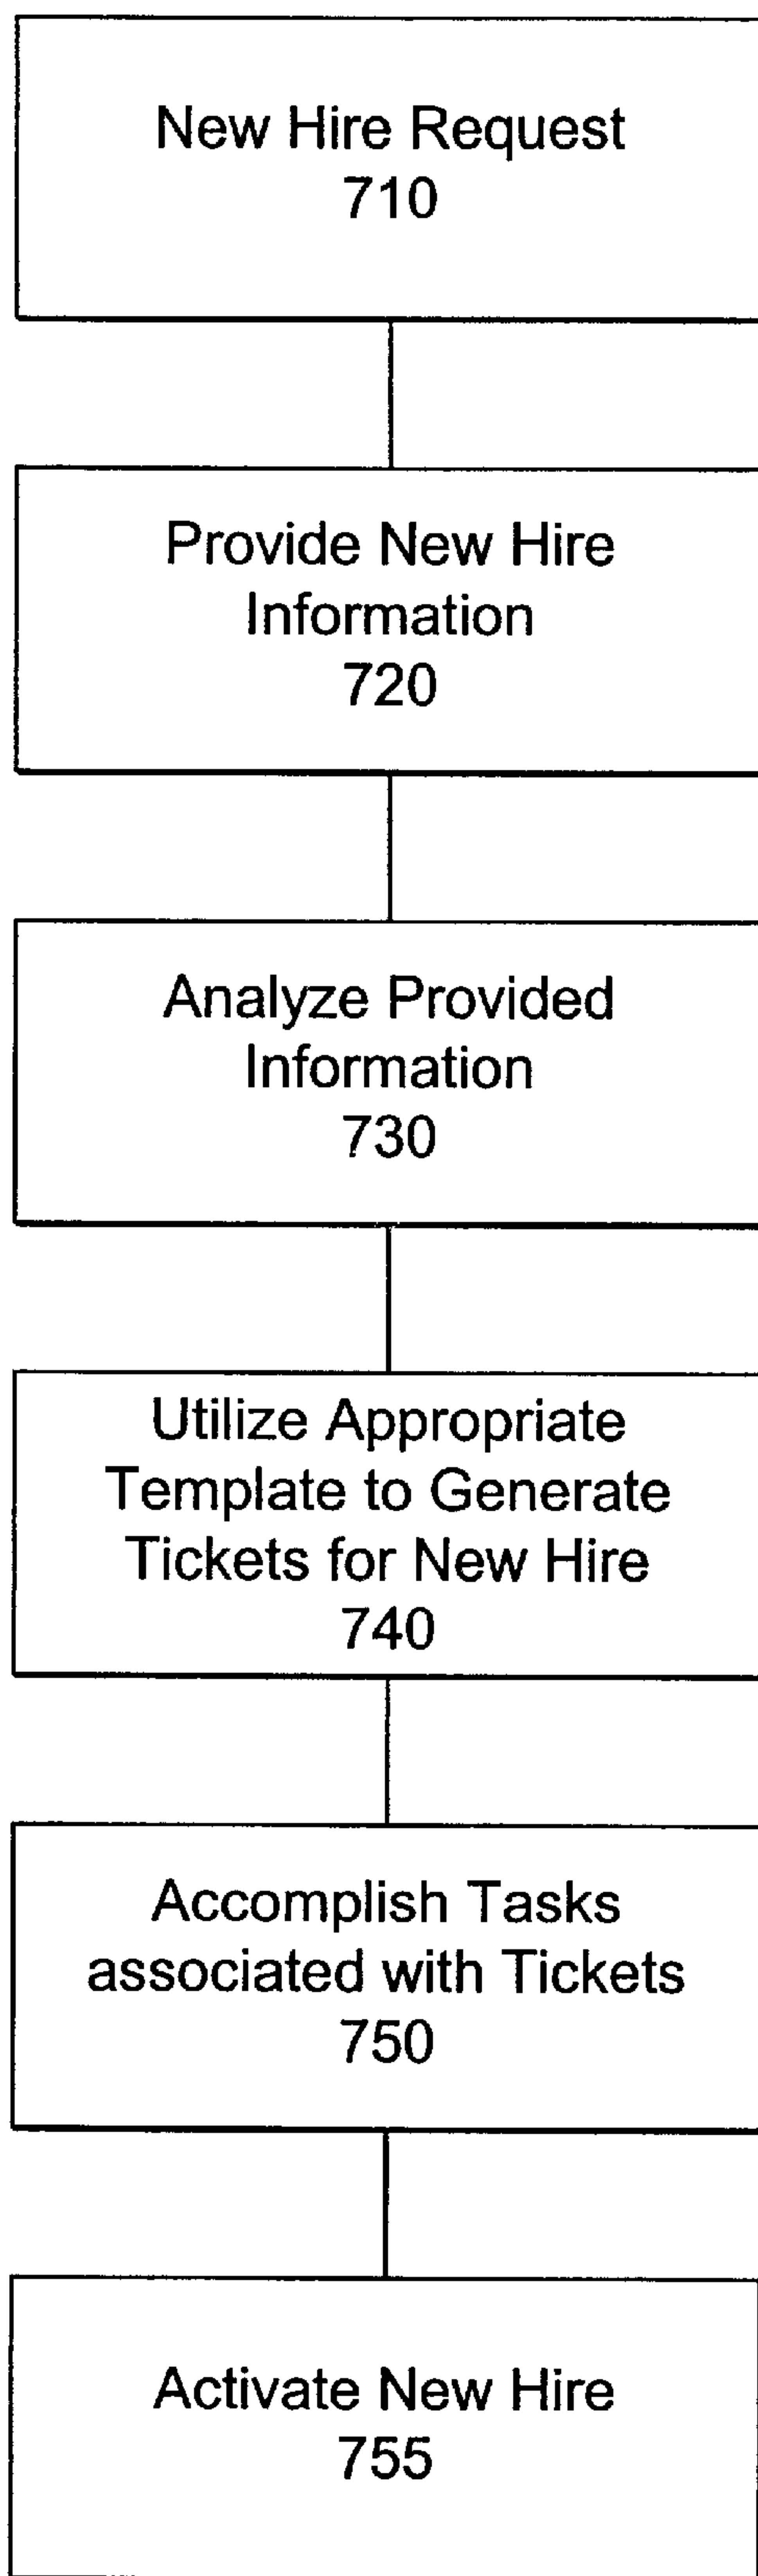 New Hire Request
710
Provide New Hire
Information
720
Analyze Provided
Information
730
Utilize Appropriate
Template to Generate
Tickets for New Hire
740
Accomplish Tasks
associated with Tickets
750
Activate New Hire
755